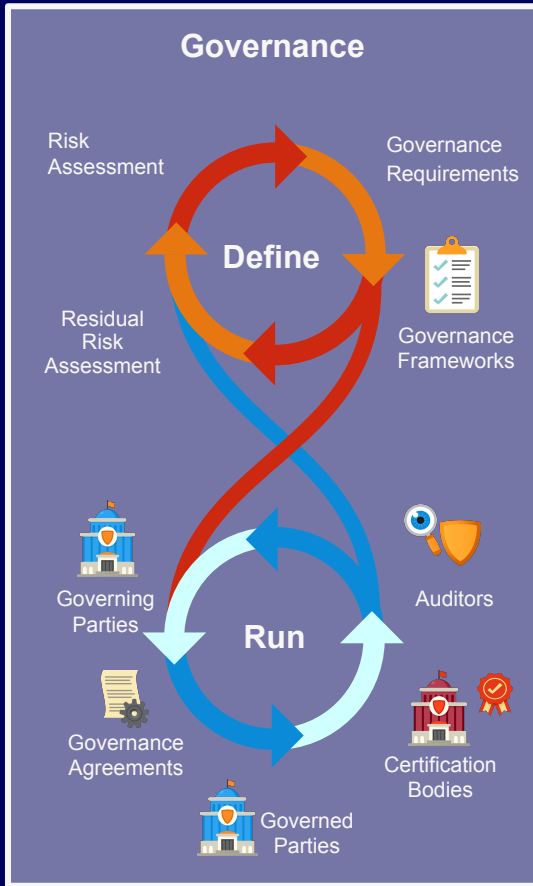 Governance
Risk
Assessment
Governance
Requirements
Define
Residual
Risk
Assessment
Governance
Frameworks
Governing
Parties
Auditors
Run
Governance
Agreements
Certification
Bodies
Governed
Parties